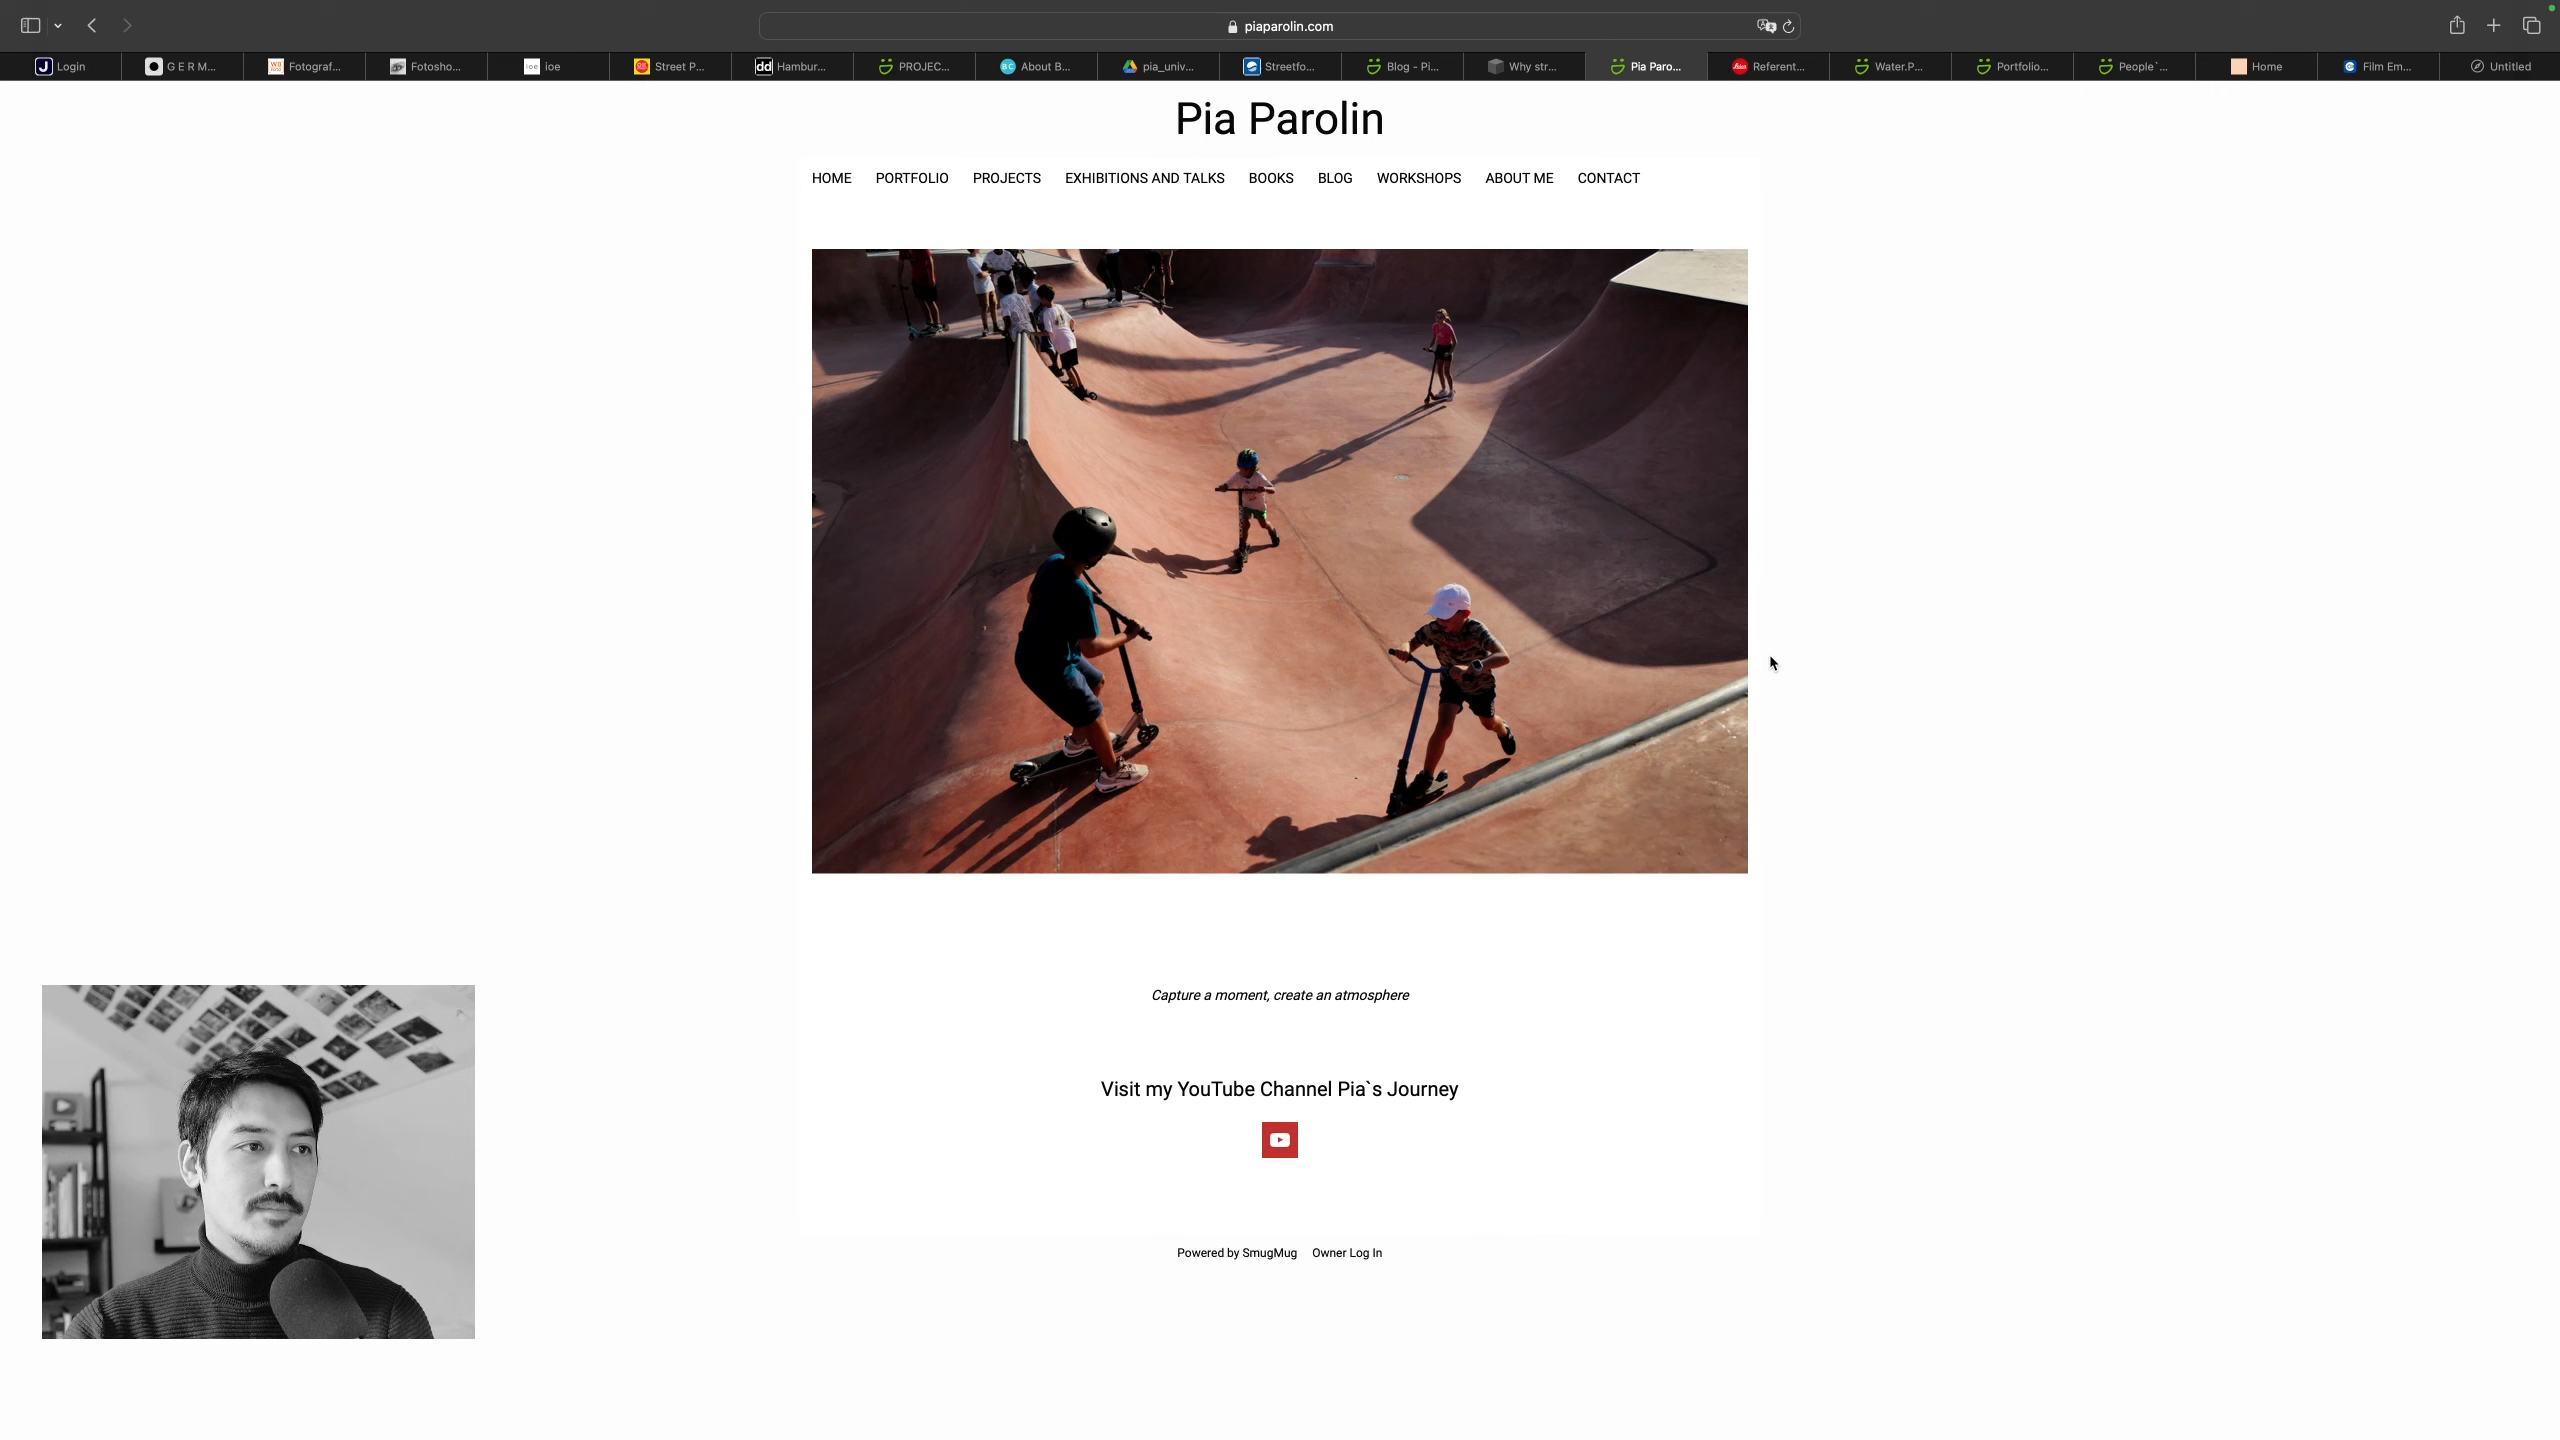 piaparolin.com
Login
G E R M...
Fotograf...
Fotosho...
ioe
Street P...
Hambur...
PROJEC...
About B...
pia_univ...
Streetfo...
Blog - Pi...
Why str...
Pia Paro...
Referent...
Water.P...
Portfolio...
People`...
Home
Film Em...
Untitled
Pia Parolin
HOME PORTFOLIO PROJECTS EXHIBITIONS AND TALKS BOOKS BLOG WORKSHOPS ABOUT ME CONTACT
Capture a moment, create an atmosphere
Visit my YouTube Channel Pia`s Journey
Powered by SmugMug Owner Log In